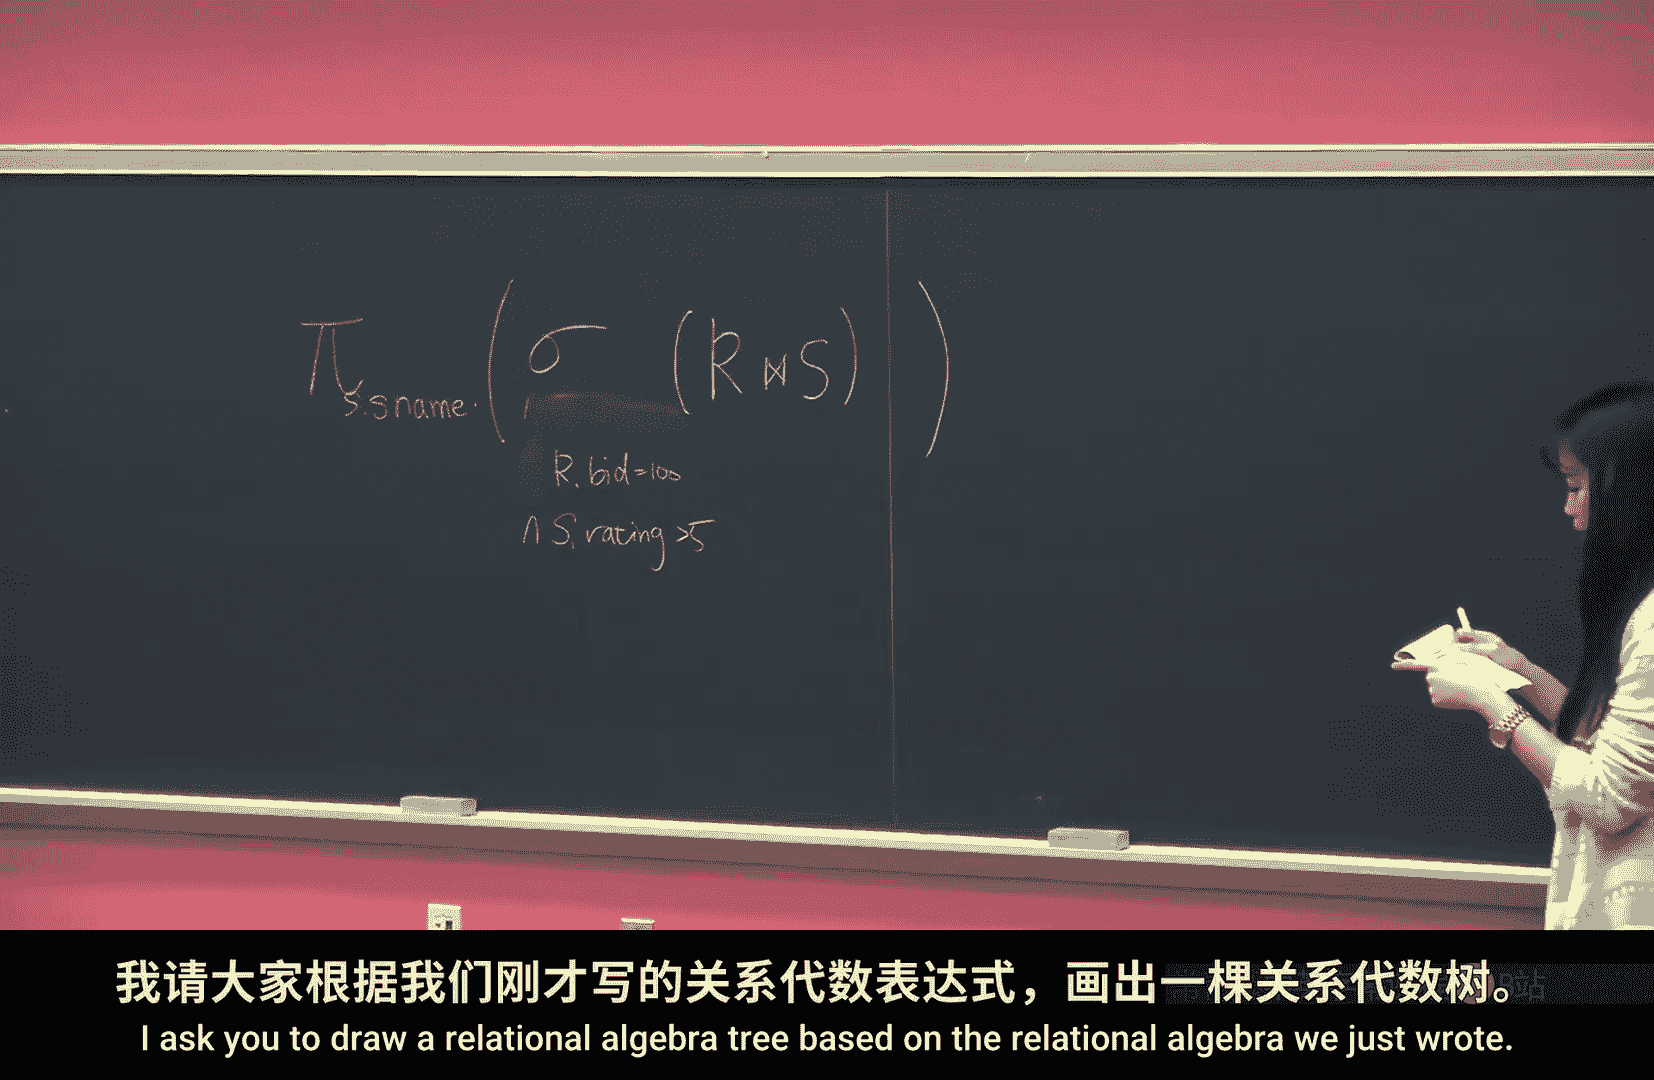 π S.sname. ( σ (R ⋈ S) )
R.bid=100
∧ S.rating >5
我请大家根据我们刚才写的关系代数表达式，画出一棵关系代数树。
I ask you to draw a relational algebra tree based on the relational algebra we just wrote.